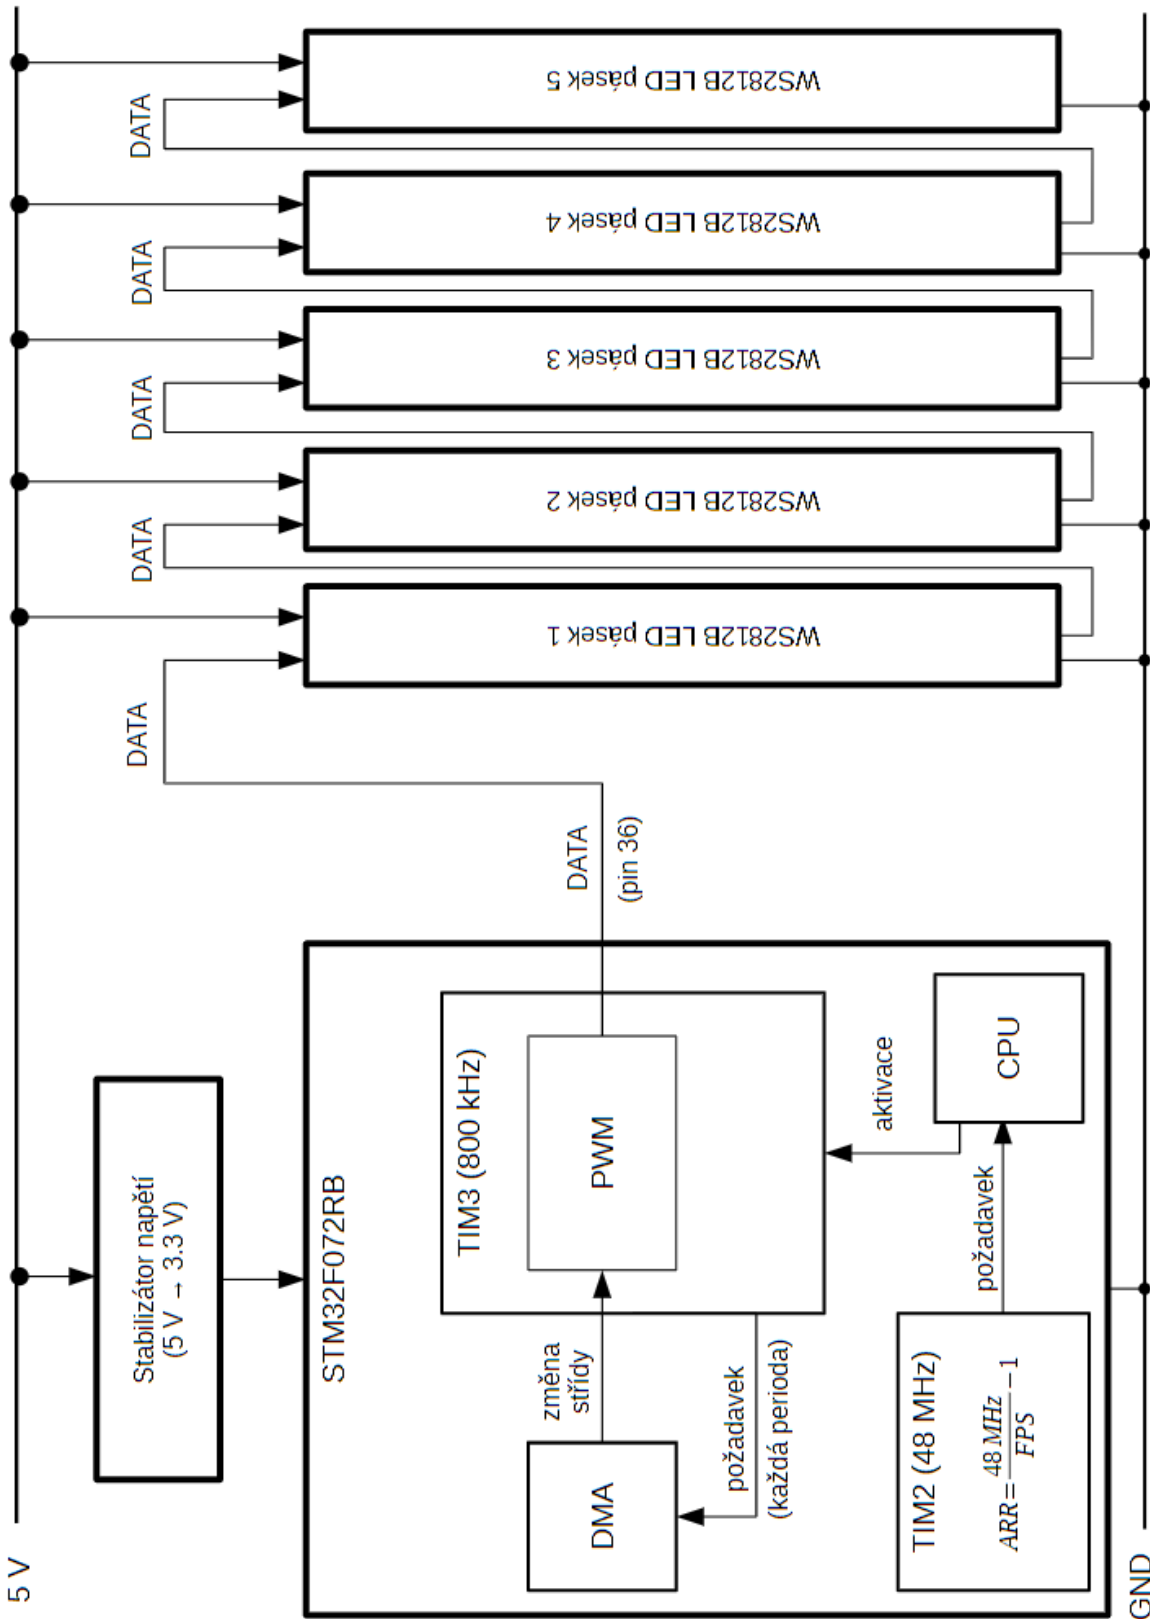 5 V
Stabilizátor napětí
(5 V → 3.3 V)
STM32F072RB
DMA
změna
střídy
požadavek
(každá perioda)
TIM3 (800 kHz)
PWM
TIM2 (48 MHz)
ARR = 48 MHz / FPS − 1
požadavek
CPU
aktivace
DATA
(pin 36)
DATA
WS2812B LED pásek 1
DATA
WS2812B LED pásek 2
DATA
WS2812B LED pásek 3
DATA
WS2812B LED pásek 4
DATA
WS2812B LED pásek 5
GND